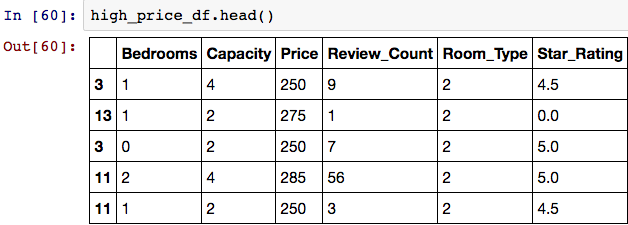 In [60]: high_price_df.head()
Out[60]:
Bedrooms Capacity Price Review_Count Room_Type Star_Rating
3 1 4 250 9 2 4.5
13 1 2 275 1 2 0.0
3 0 2 250 7 2 5.0
11 2 4 285 56 2 5.0
11 1 2 250 3 2 4.5